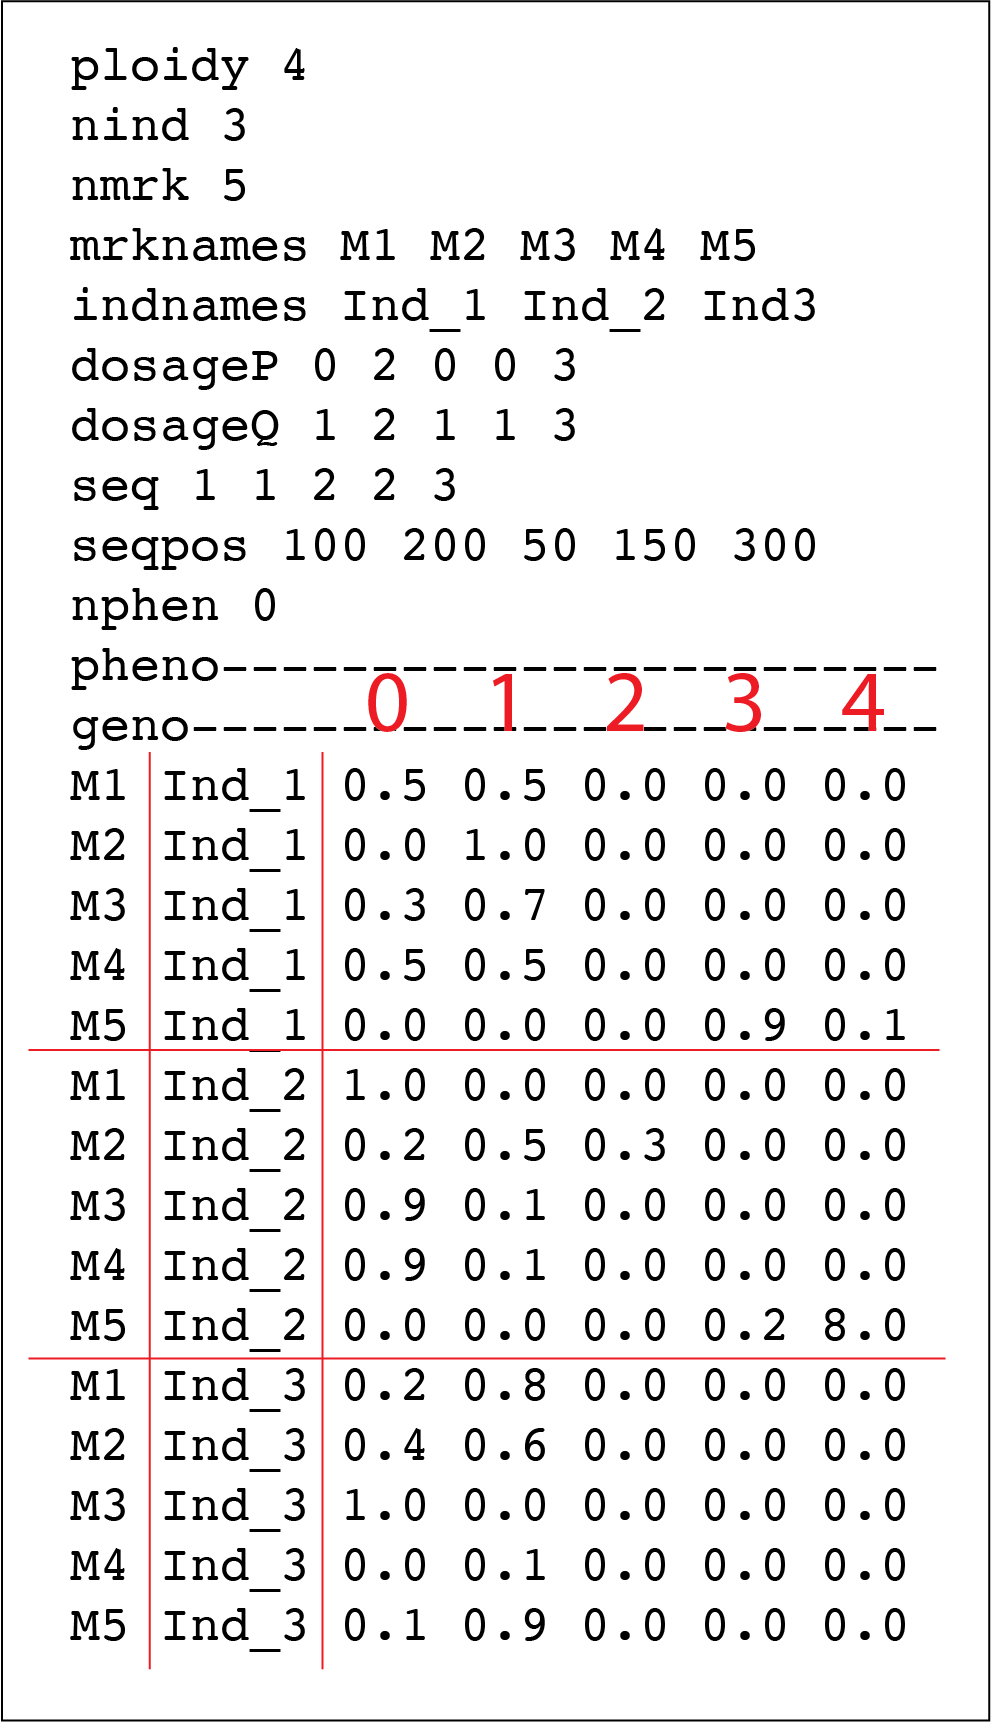 ploidy 4
nind 3
nmrk 5
mrknames M1 M2 M3 M4 M5
indnames Ind_1 Ind_2 Ind3
dosageP 0 2 0 0 3
dosageQ 1 2 1 1 3
seq 1 1 2 2 3
seqpos 100 200 50 150 300
nphen 0
pheno------------------------
0 1 2 3 4
geno-------------------------
M1 Ind_1 0.5 0.5 0.0 0.0 0.0
M2 Ind_1 0.0 1.0 0.0 0.0 0.0
M3 Ind_1 0.3 0.7 0.0 0.0 0.0
M4 Ind_1 0.5 0.5 0.0 0.0 0.0
M5 Ind_1 0.0 0.0 0.0 0.9 0.1
M1 Ind_2 1.0 0.0 0.0 0.0 0.0
M2 Ind_2 0.2 0.5 0.3 0.0 0.0
M3 Ind_2 0.9 0.1 0.0 0.0 0.0
M4 Ind_2 0.9 0.1 0.0 0.0 0.0
M5 Ind_2 0.0 0.0 0.0 0.2 8.0
M1 Ind_3 0.2 0.8 0.0 0.0 0.0
M2 Ind_3 0.4 0.6 0.0 0.0 0.0
M3 Ind_3 1.0 0.0 0.0 0.0 0.0
M4 Ind_3 0.0 0.1 0.0 0.0 0.0
M5 Ind_3 0.1 0.9 0.0 0.0 0.0